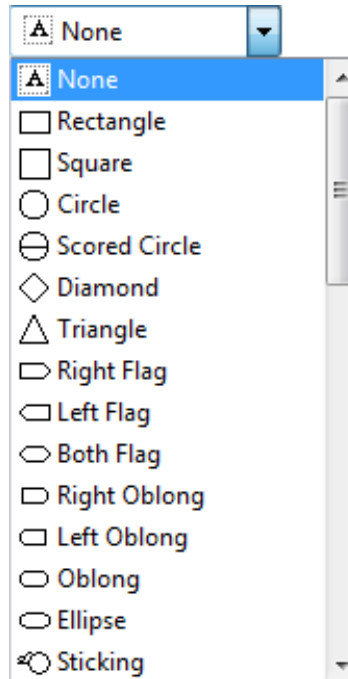 A None
A None
Rectangle
Square
Circle
Scored Circle
Diamond
Triangle
Right Flag
Left Flag
Both Flag
Right Oblong
Left Oblong
Oblong
Ellipse
Sticking